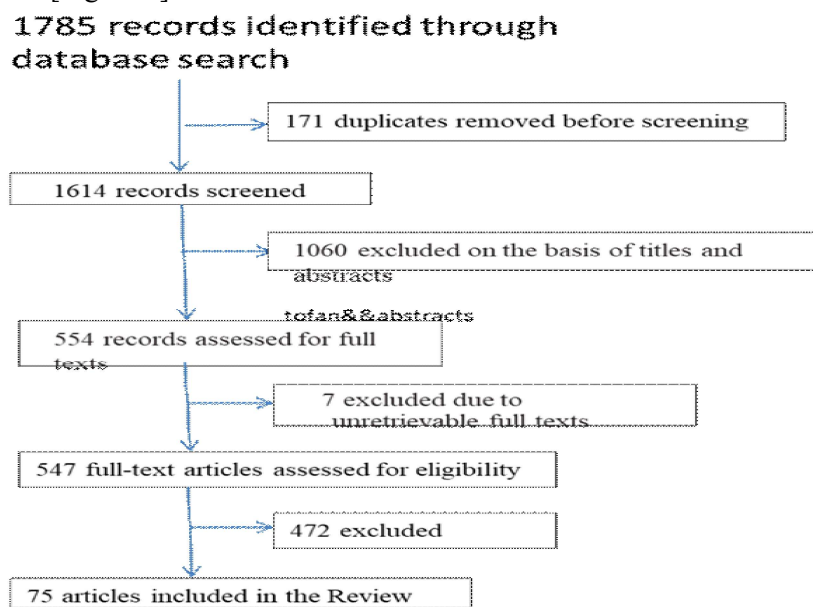 1785 records identified through
database search
171 duplicates removed before screening
1614 records screened
1060 excluded on the basis of titles and
abstracts
tofan&&abstracts
554 records assessed for full
texts
7 excluded due to
unretrievable full texts
547 full-text articles assessed for eligibility
472 excluded
75 articles included in the Review